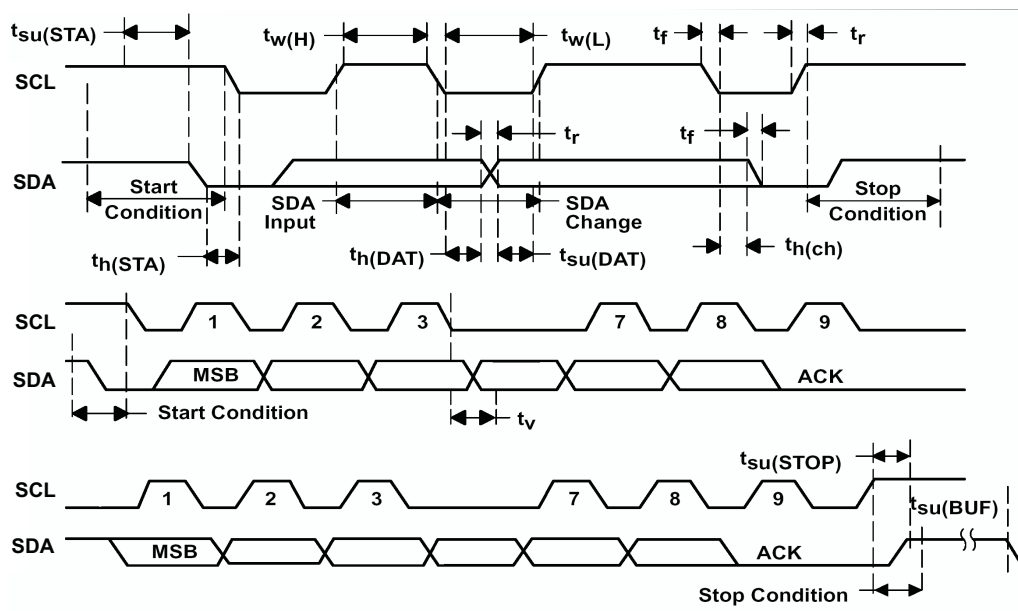 tsu(STA)
tw(H)
tw(L)
tf
tr
SCL
tr
tf
SDA
Start
Condition
SDA
Input
SDA
Change
Stop
Condition
th(STA)
th(DAT)
tsu(DAT)
th(ch)
SCL
1
2
3
7
8
9
SDA
MSB
ACK
Start Condition
tv
tsu(STOP)
SCL
1
2
3
7
8
9
tsu(BUF)
SDA
MSB
ACK
Stop Condition